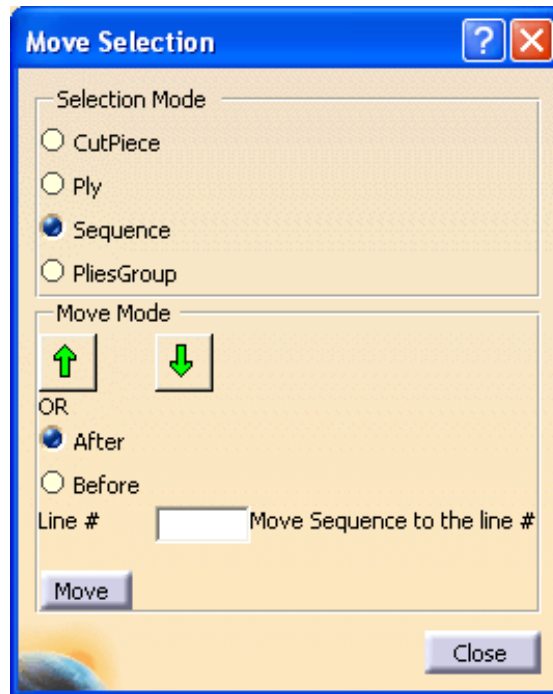 Move Selection
?
Selection Mode
CutPiece
Ply
Sequence
PliesGroup
Move Mode
OR
After
Before
Line # Move Sequence to the line #
Move
Close